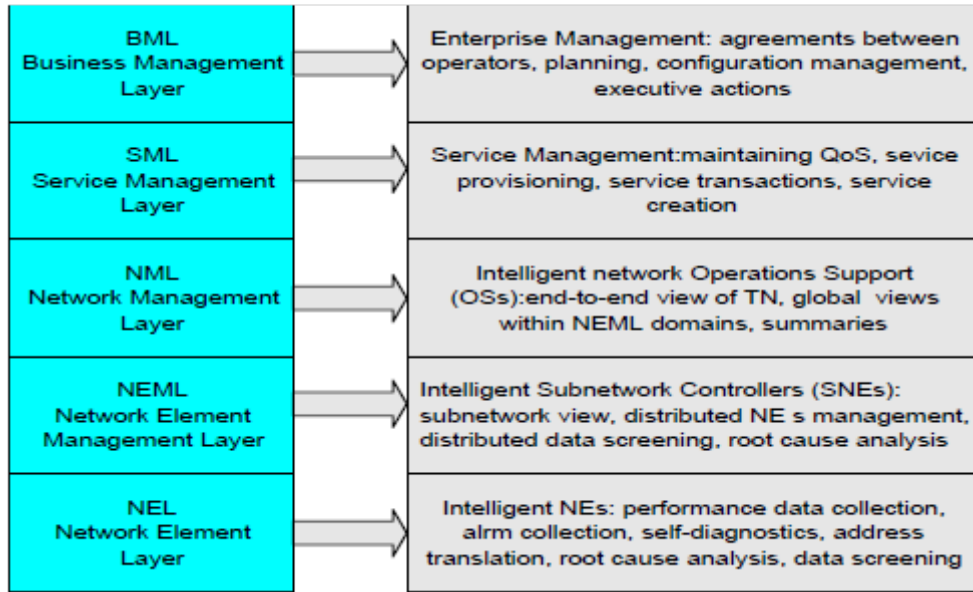 BML
Business Management
Layer
Enterprise Management: agreements between
operators, planning, configuration management,
executive actions
SML
Service Management
Layer
Service Management:maintaining QoS, sevice
provisioning, service transactions, service
creation
NML
Network Management
Layer
Intelligent network Operations Support
(OSs):end-to-end view of TN, global views
within NEML domains, summaries
NEML
Network Element
Management Layer
Intelligent Subnetwork Controllers (SNEs):
subnetwork view, distributed NE s management,
distributed data screening, root cause analysis
NEL
Network Element
Layer
Intelligent NEs: performance data collection,
alrm collection, self-diagnostics, address
translation, root cause analysis, data screening